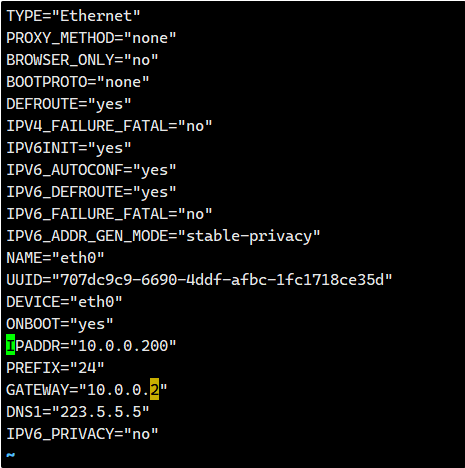 TYPE="Ethernet"
PROXY_METHOD="none"
BROWSER_ONLY="no"
BOOTPROTO="none"
DEFROUTE="yes"
IPV4_FAILURE_FATAL="no"
IPV6INIT="yes"
IPV6_AUTOCONF="yes"
IPV6_DEFROUTE="yes"
IPV6_FAILURE_FATAL="no"
IPV6_ADDR_GEN_MODE="stable-privacy"
NAME="eth0"
UUID="707dc9c9-6690-4ddf-afbc-1fc1718ce35d"
DEVICE="eth0"
ONBOOT="yes"
IPADDR="10.0.0.200"
PREFIX="24"
GATEWAY="10.0.0.2"
DNS1="223.5.5.5"
IPV6_PRIVACY="no"
~